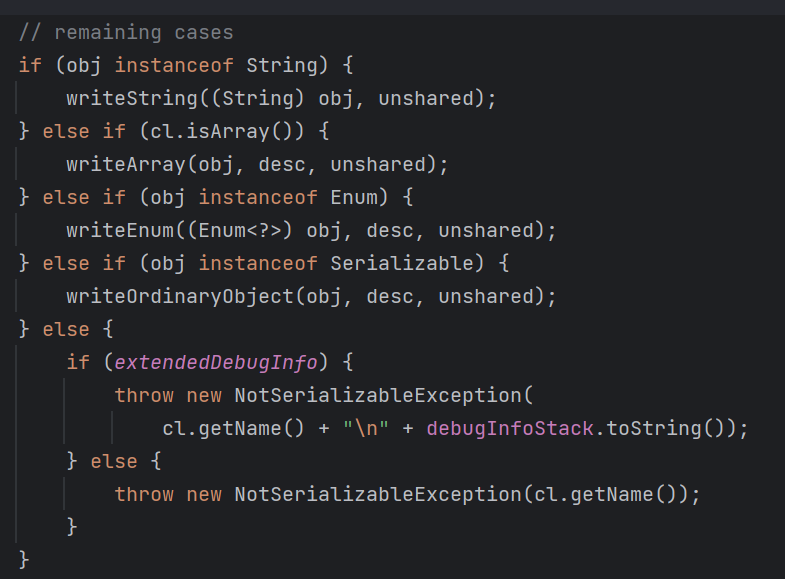 // remaining cases
if (obj instanceof String) {
    writeString((String) obj, unshared);
} else if (cl.isArray()) {
    writeArray(obj, desc, unshared);
} else if (obj instanceof Enum) {
    writeEnum((Enum<?>) obj, desc, unshared);
} else if (obj instanceof Serializable) {
    writeOrdinaryObject(obj, desc, unshared);
} else {
    if (extendedDebugInfo) {
        throw new NotSerializableException(
            cl.getName() + "\n" + debugInfoStack.toString());
    } else {
        throw new NotSerializableException(cl.getName());
    }
}